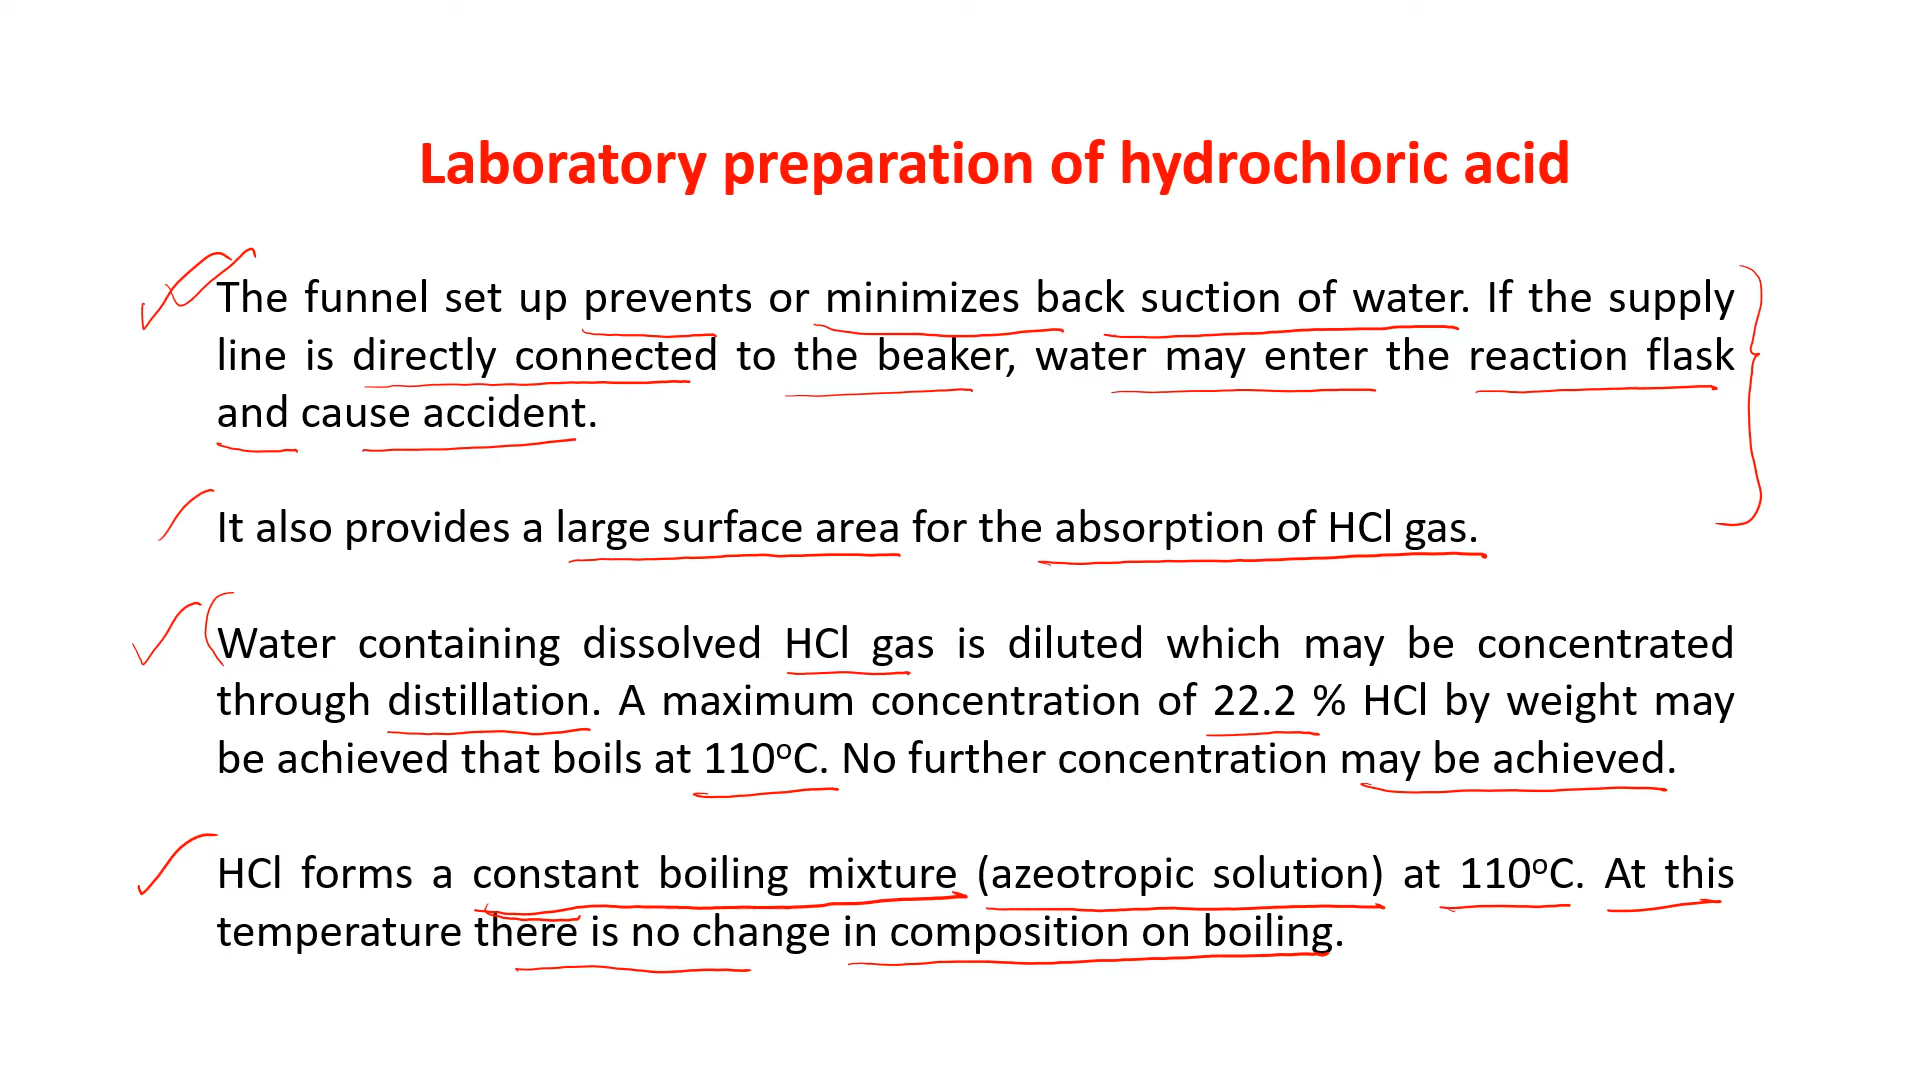 Laboratory preparation of hydrochloric acid
The funnel set up prevents or minimizes back suction of water. If the supply
line is directly connected to the beaker, water may enter the reaction flask
and cause accident.
It also provides a large surface area for the absorption of HCl gas.
Water containing dissolved HCl gas is diluted which may be concentrated
through distillation. A maximum concentration of 22.2 % HCl by weight may
be achieved that boils at 110°C. No further concentration may be achieved.
HCl forms a constant boiling mixture (azeotropic solution) at 110°C. At this
temperature there is no change in composition on boiling.